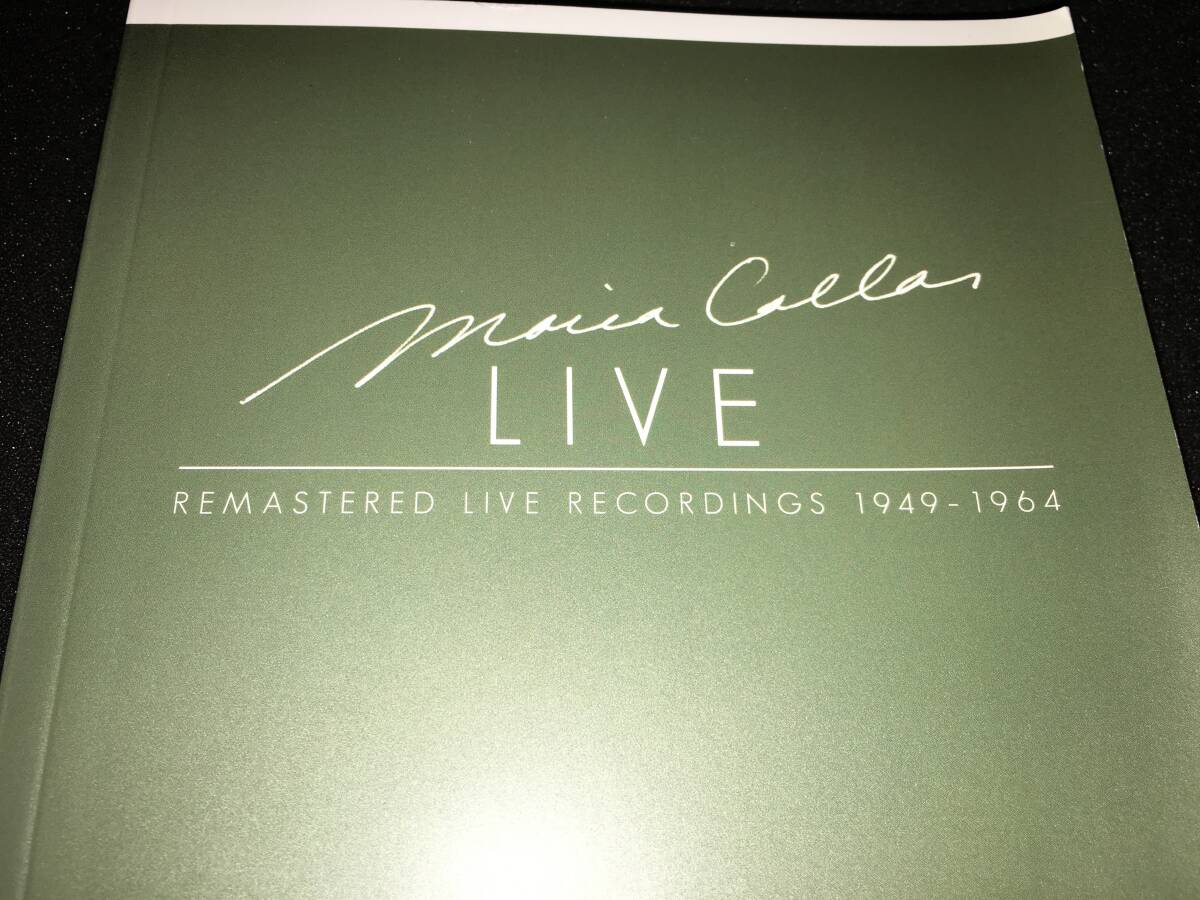 Maria Callas
LIVE
REMASTERED LIVE RECORDINGS 1949-1964